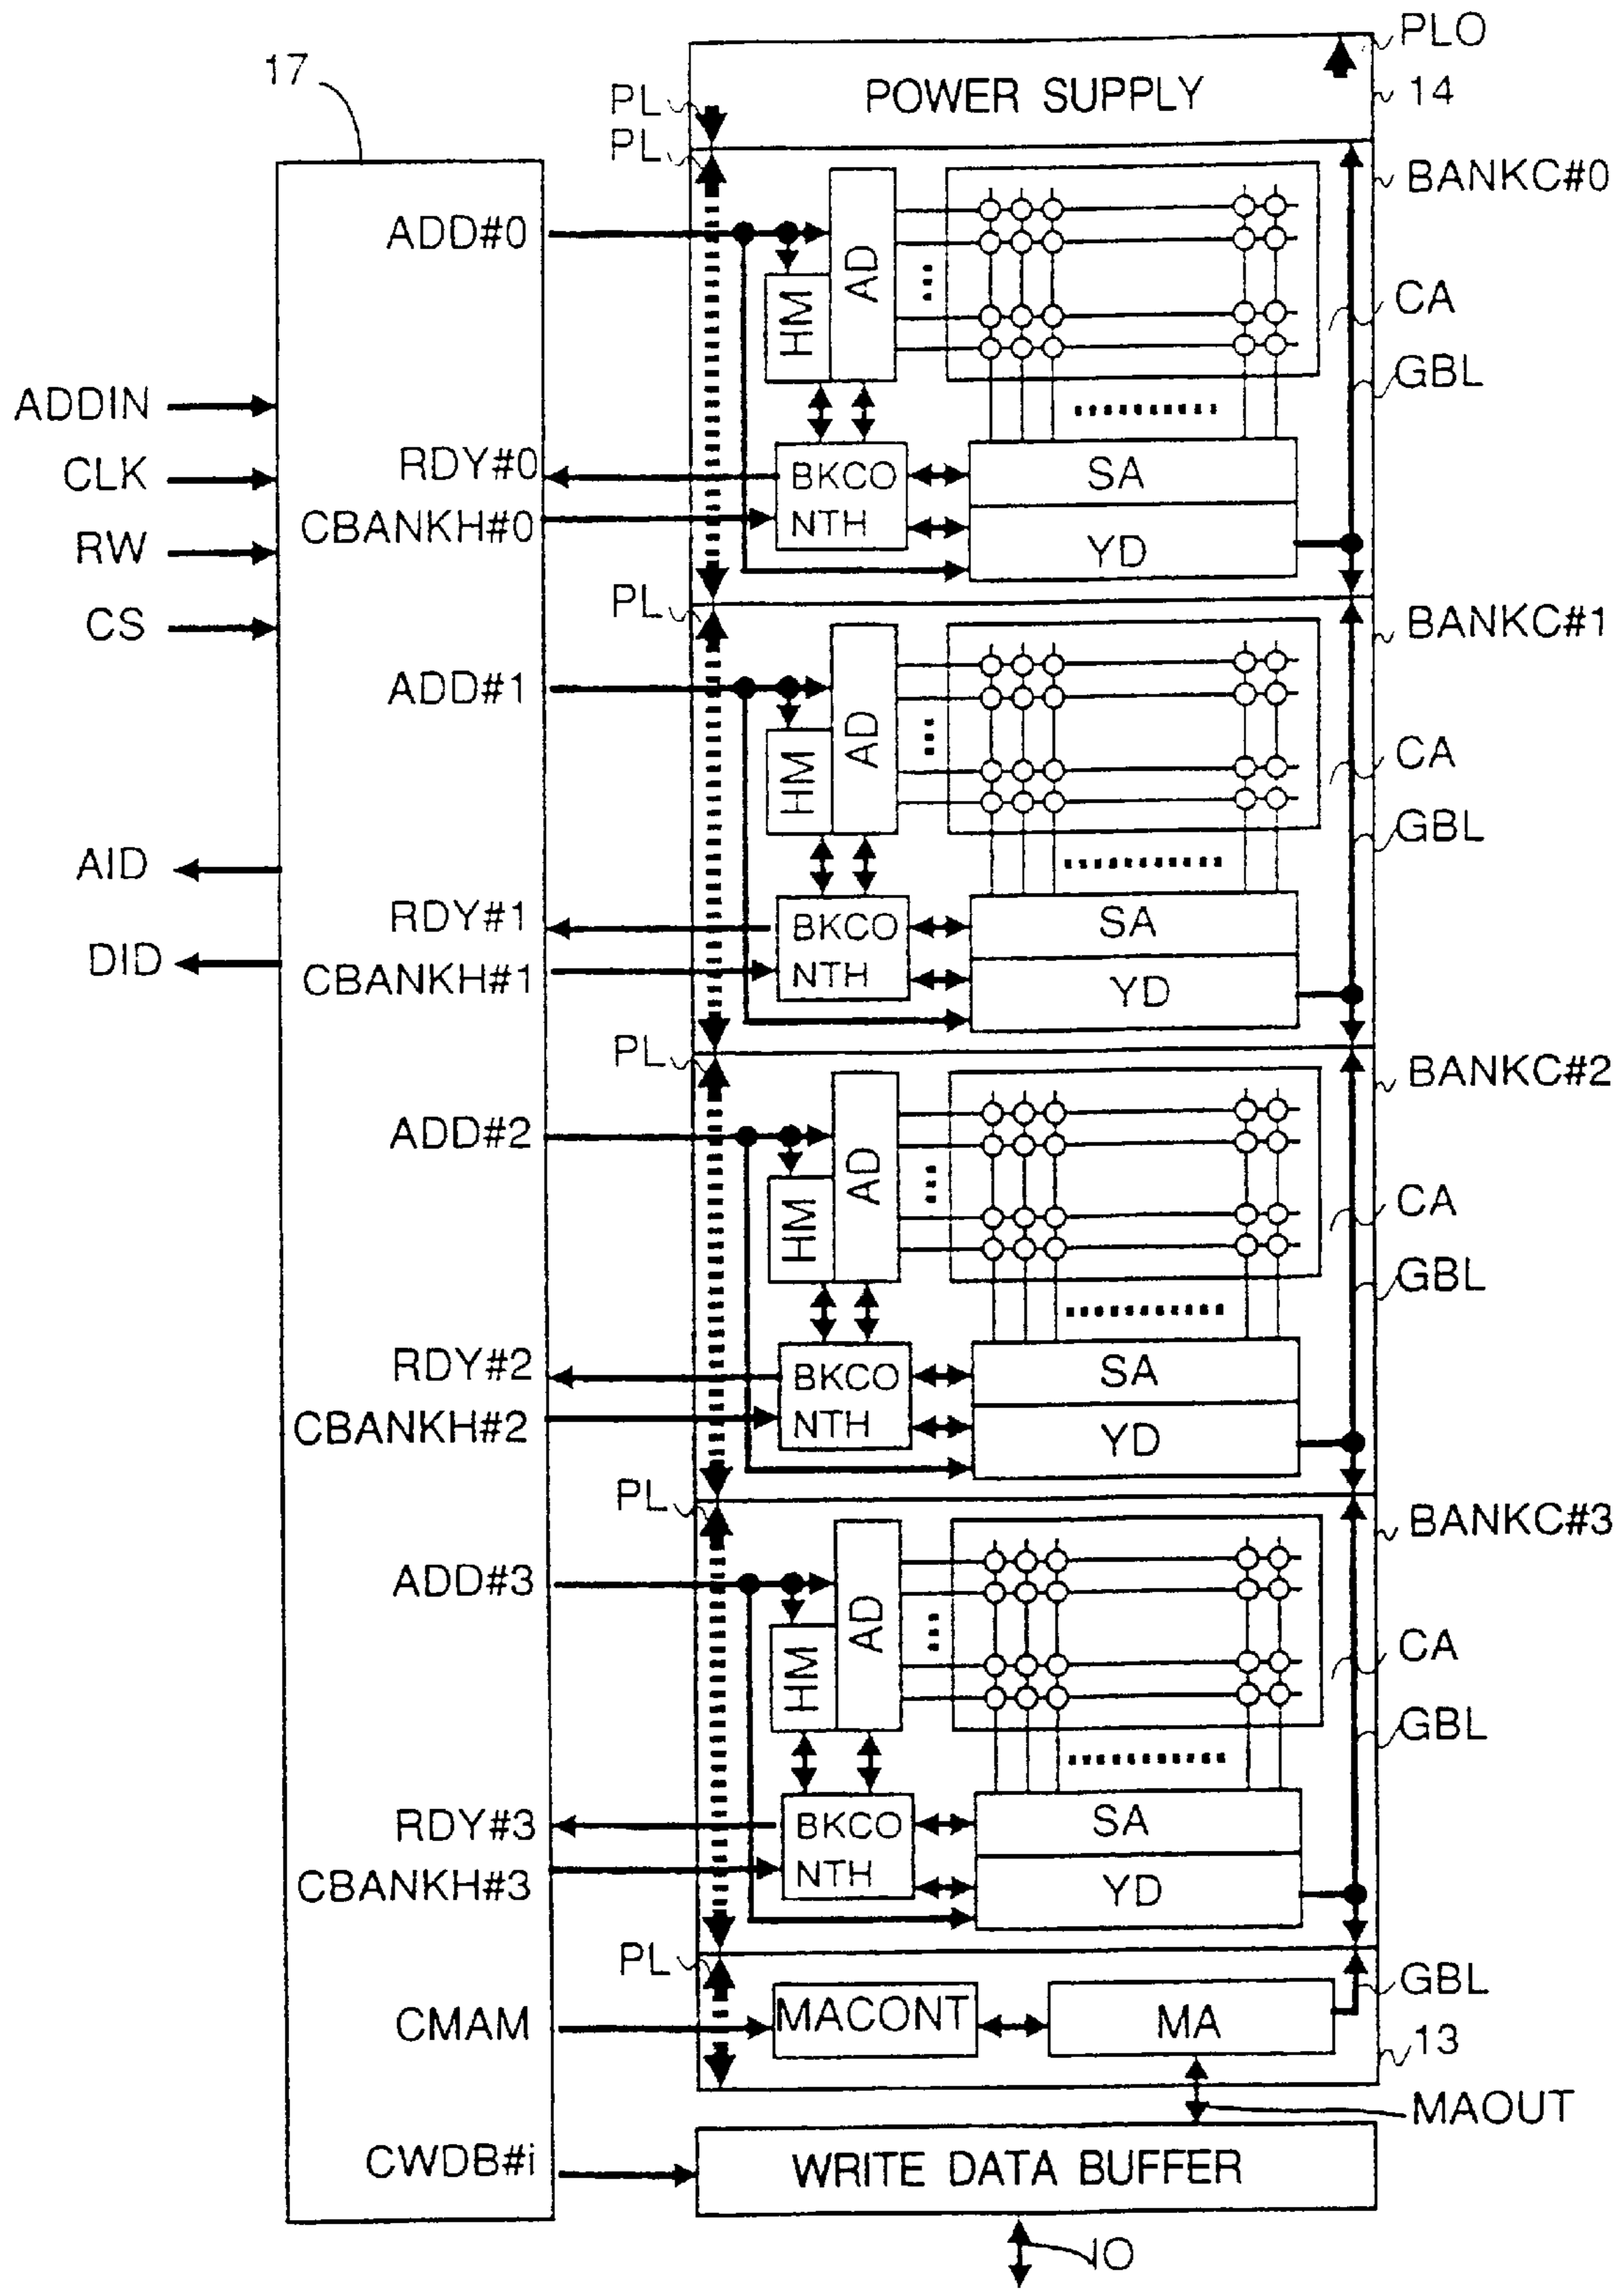 PLO
17
POWER SUPPLY
14
PL
PL
BANKC#0
ADD#0
AD
HM
CA
GBL
ADDIN
RDY#0
BKCO
SA
CLK
CBANKH#0
NTH
YD
RW
CS
PL
BANKC#1
ADD#1
AD
HM
CA
GBL
AID
RDY#1
BKCO
SA
DID
CBANKH#1
NTH
YD
PL
BANKC#2
ADD#2
AD
HM
CA
GBL
RDY#2
BKCO
SA
CBANKH#2
NTH
YD
PL
BANKC#3
ADD#3
AD
HM
CA
GBL
RDY#3
BKCO
SA
CBANKH#3
NTH
YD
PL
GBL
CMAM
MACONT
MA
13
MAOUT
CWDB#i
WRITE DATA BUFFER
IO